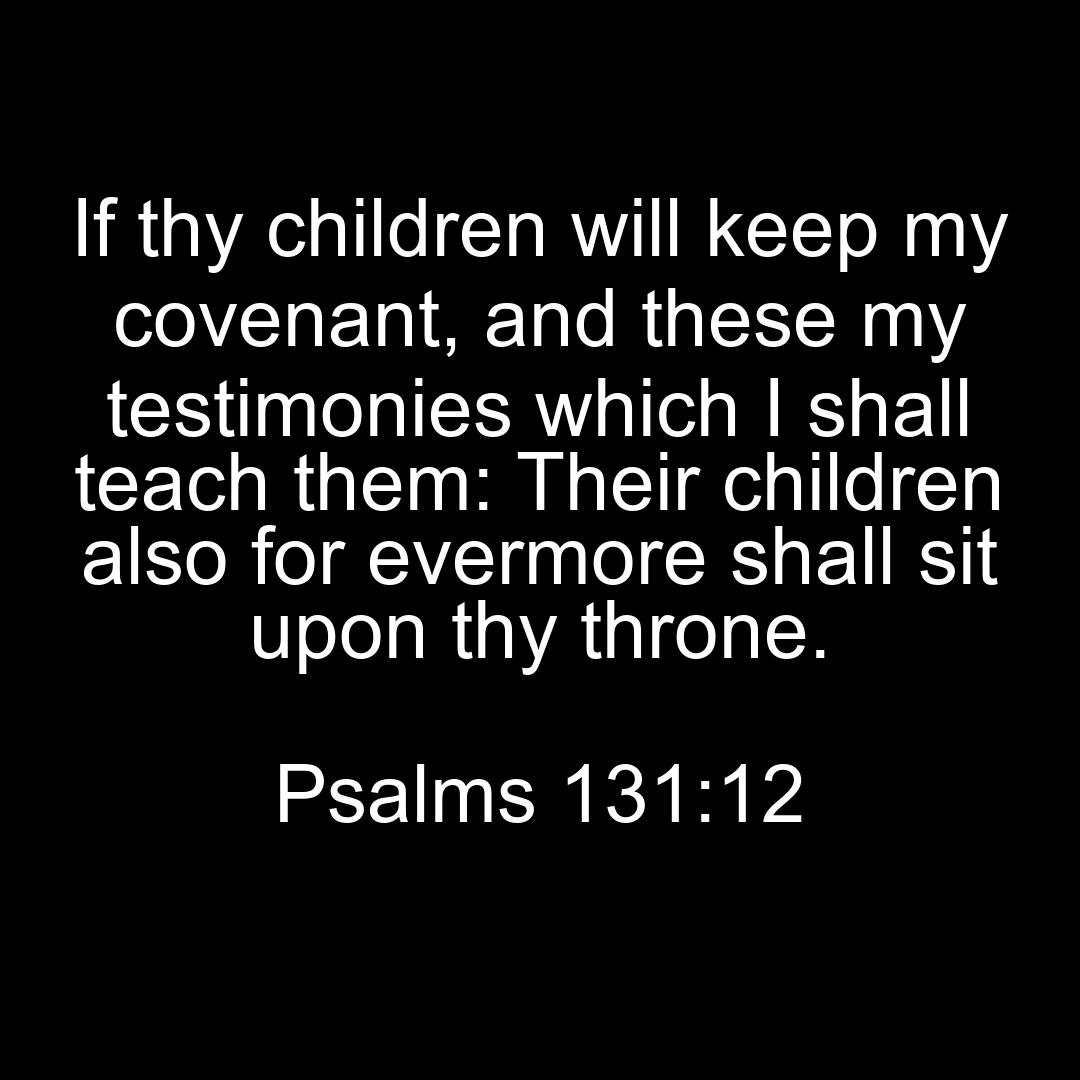 If thy children will keep my
covenant, and these my
testimonies which I shall
teach them: Their children
also for evermore shall sit
upon thy throne.
Psalms 131:12